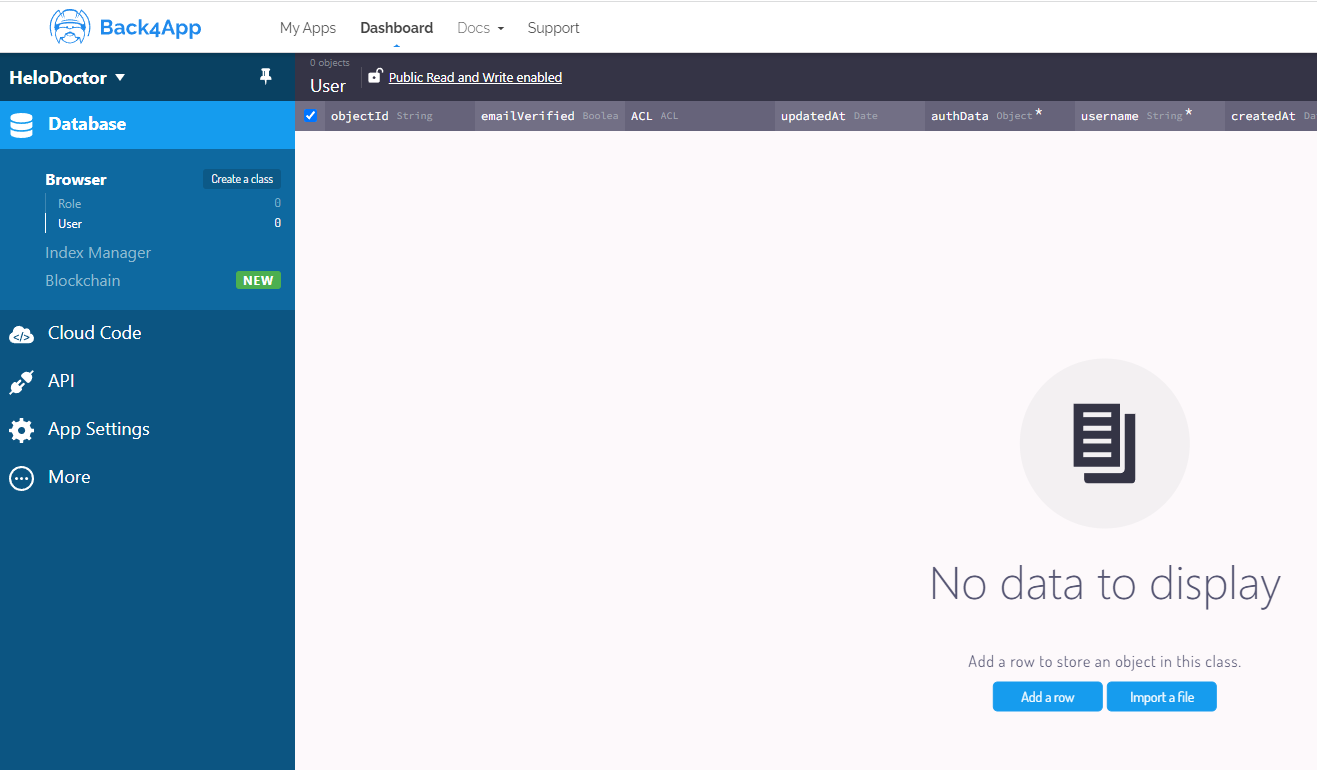 Back4App
My Apps Dashboard Docs Support
HeloDoctor
0 objects
User
Public Read and Write enabled
objectId String emailVerified Boolea ACL ACL updatedAt Date authData Object * username String * createdAt Da
Database
Browser Create a class
Role 0
User 0
Index Manager
Blockchain NEW
Cloud Code
API
App Settings
More
No data to display
Add a row to store an object in this class.
Add a row Import a file